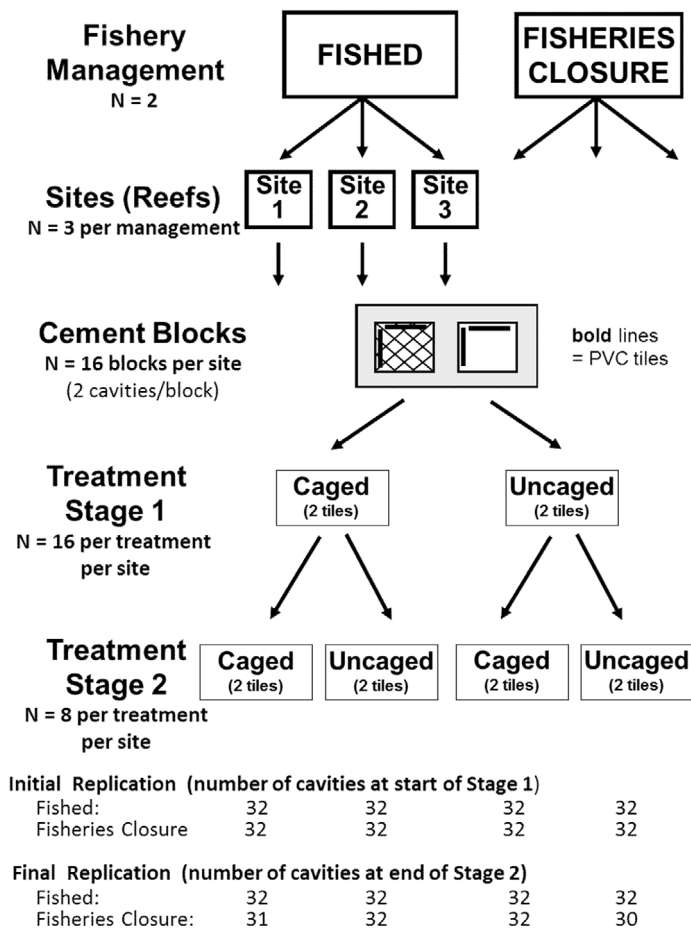 Fishery
Management
N = 2
FISHED
FISHERIES
CLOSURE
Sites (Reefs)
N = 3 per management
Site
1
Site
2
Site
3
Cement Blocks
N = 16 blocks per site
(2 cavities/block)
bold lines
= PVC tiles
Treatment
Stage 1
N = 16 per treatment
per site
Caged
(2 tiles)
Uncaged
(2 tiles)
Treatment
Stage 2
N = 8 per treatment
per site
Caged
(2 tiles)
Uncaged
(2 tiles)
Caged
(2 tiles)
Uncaged
(2 tiles)
Initial Replication (number of cavities at start of Stage 1)
Fished: 32 32 32 32
Fisheries Closure 32 32 32 32
Final Replication (number of cavities at end of Stage 2)
Fished: 32 32 32 32
Fisheries Closure: 31 32 32 30